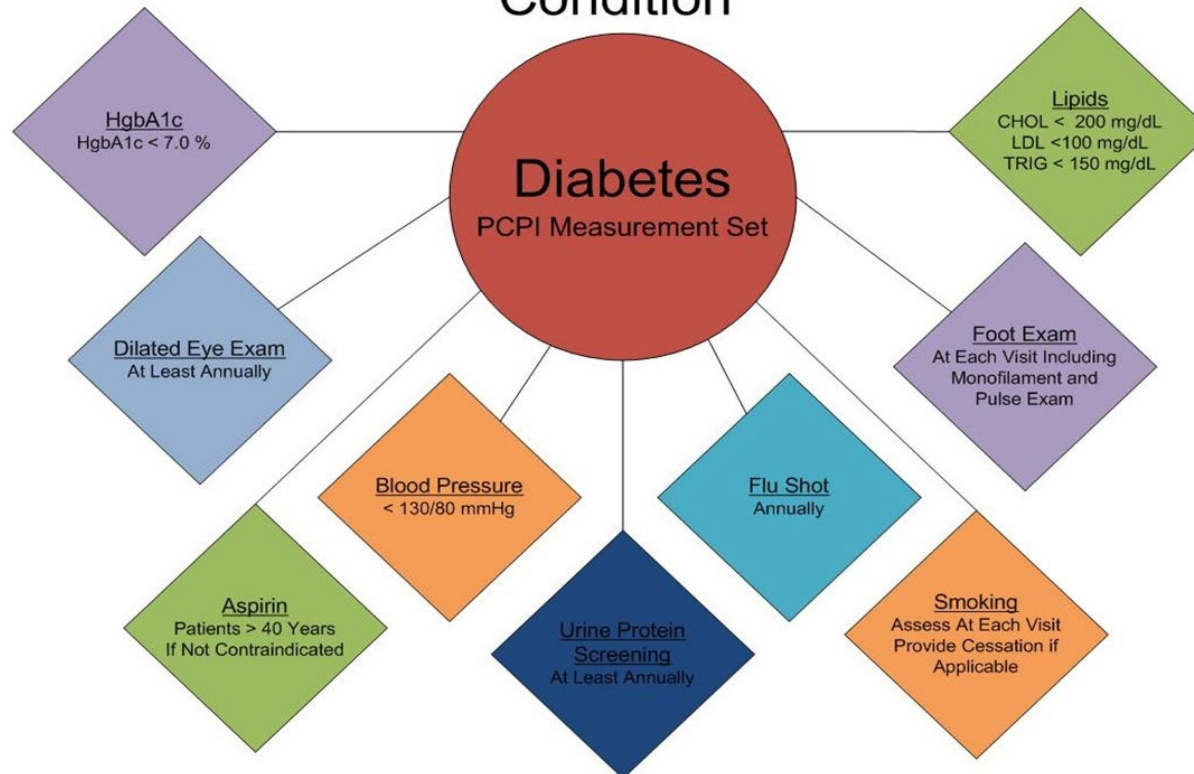 Condition
Diabetes
PCPI Measurement Set
HgbA1c
HgbA1c < 7.0 %
Lipids
CHOL < 200 mg/dL
LDL <100 mg/dL
TRIG < 150 mg/dL
Dilated Eye Exam
At Least Annually
Foot Exam
At Each Visit Including
Monofilament and
Pulse Exam
Blood Pressure
< 130/80 mmHg
Flu Shot
Annually
Aspirin
Patients > 40 Years
If Not Contraindicated
Urine Protein
Screening
At Least Annually
Smoking
Assess At Each Visit
Provide Cessation if
Applicable